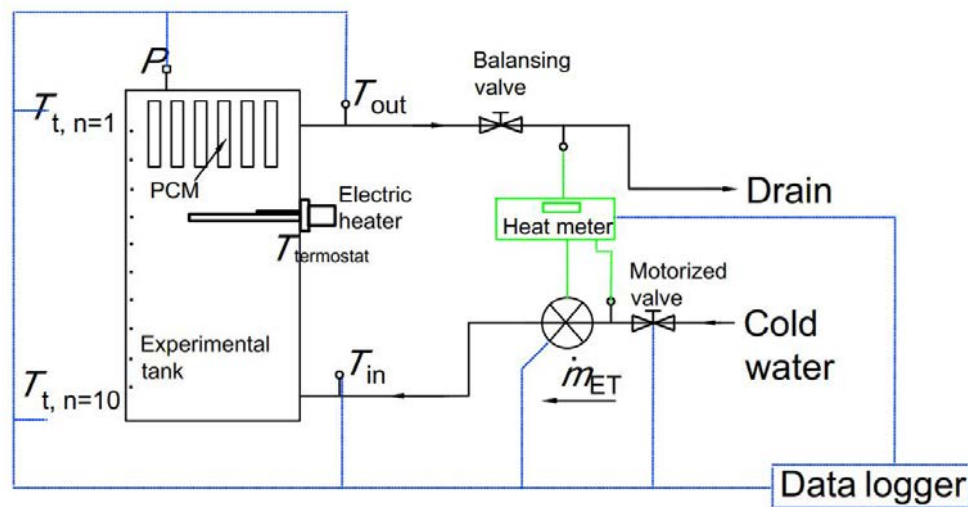 P
T t, n=1
T out
Balansing
valve
PCM
Electric
heater
T termostat
Drain
Heat meter
Motorized
valve
Cold
water
Experimental
tank
T in
ṁ ET
T t, n=10
Data logger